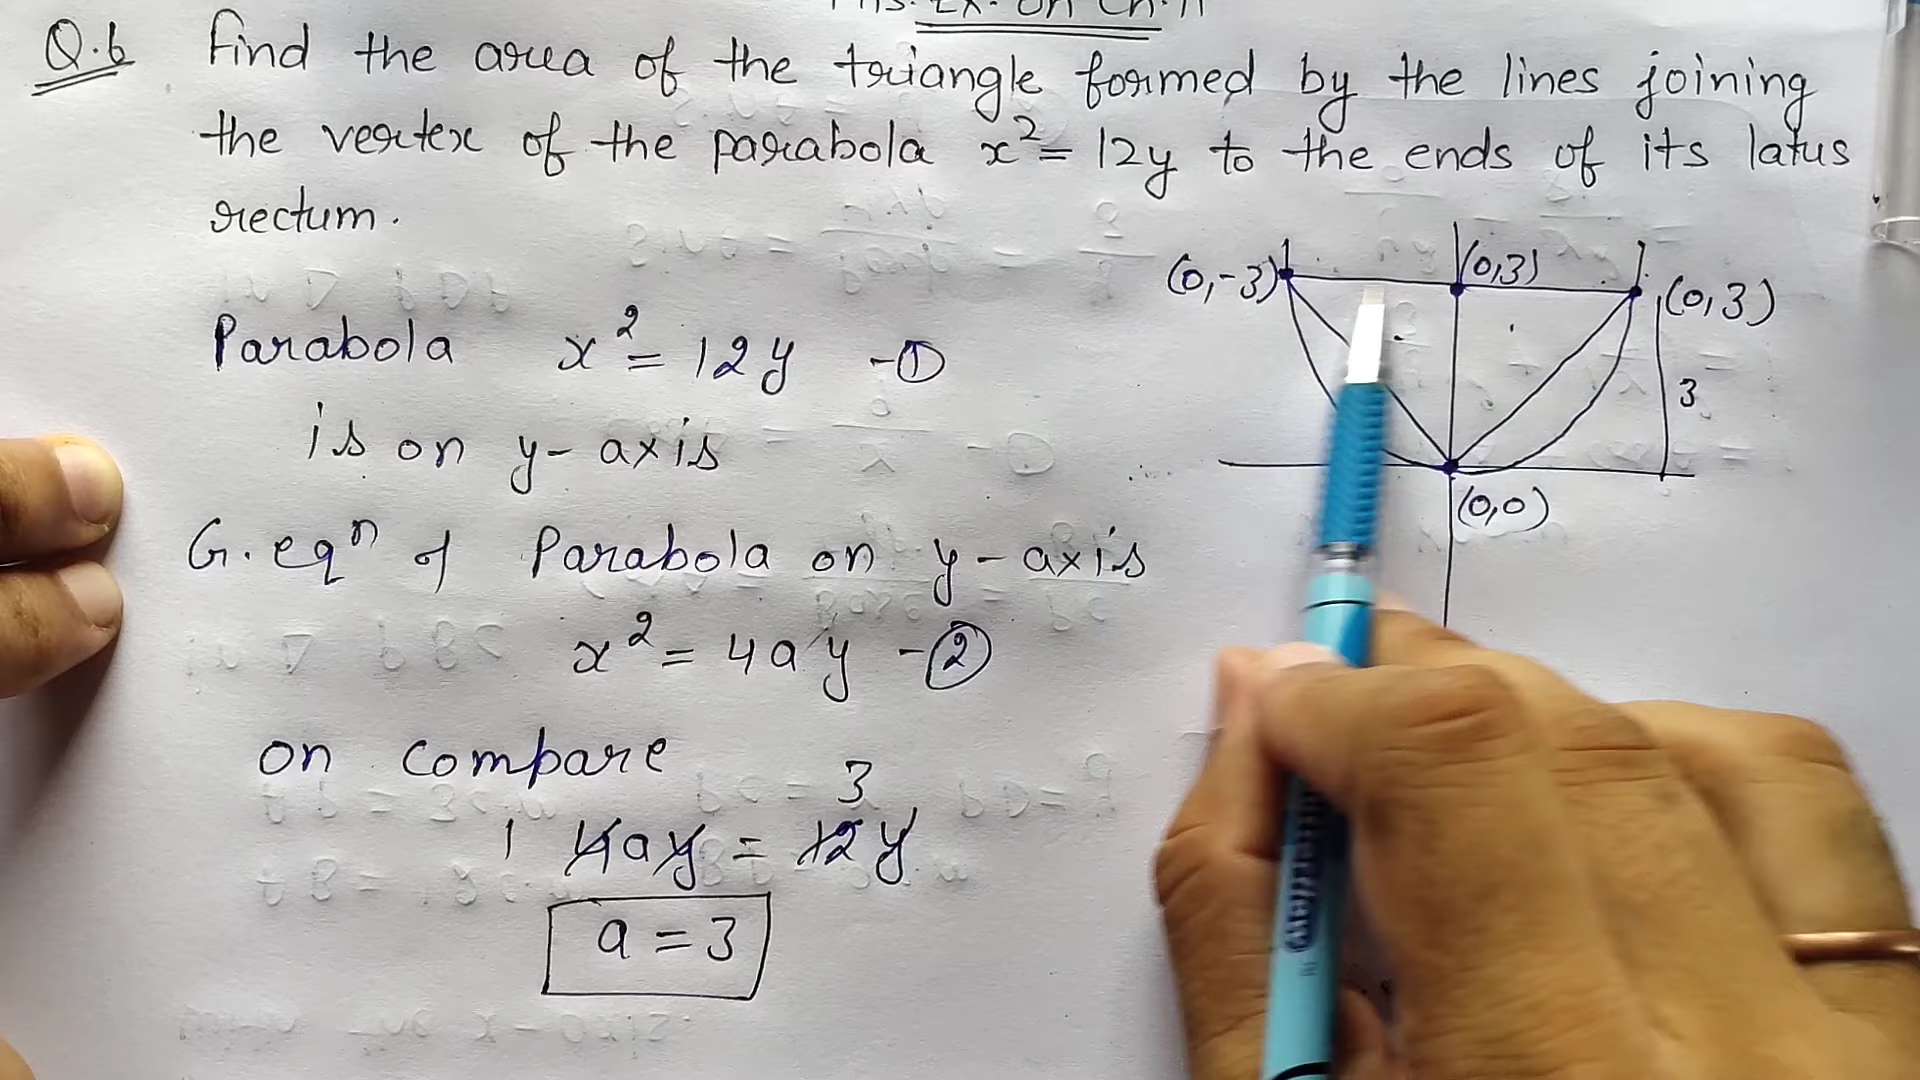 Q.6 find the area of the triangle formed by the lines joining
the vertex of the parabola x² = 12y to the ends of its latus
rectum.
(0,-3) (0,3) (0,3)
Parabola x² = 12y -①
3
is on y-axis
(0,0)
G. eqⁿ of Parabola on y-axis
x² = 4ay -②
on compare
3
1 4ay = 12y
a = 3